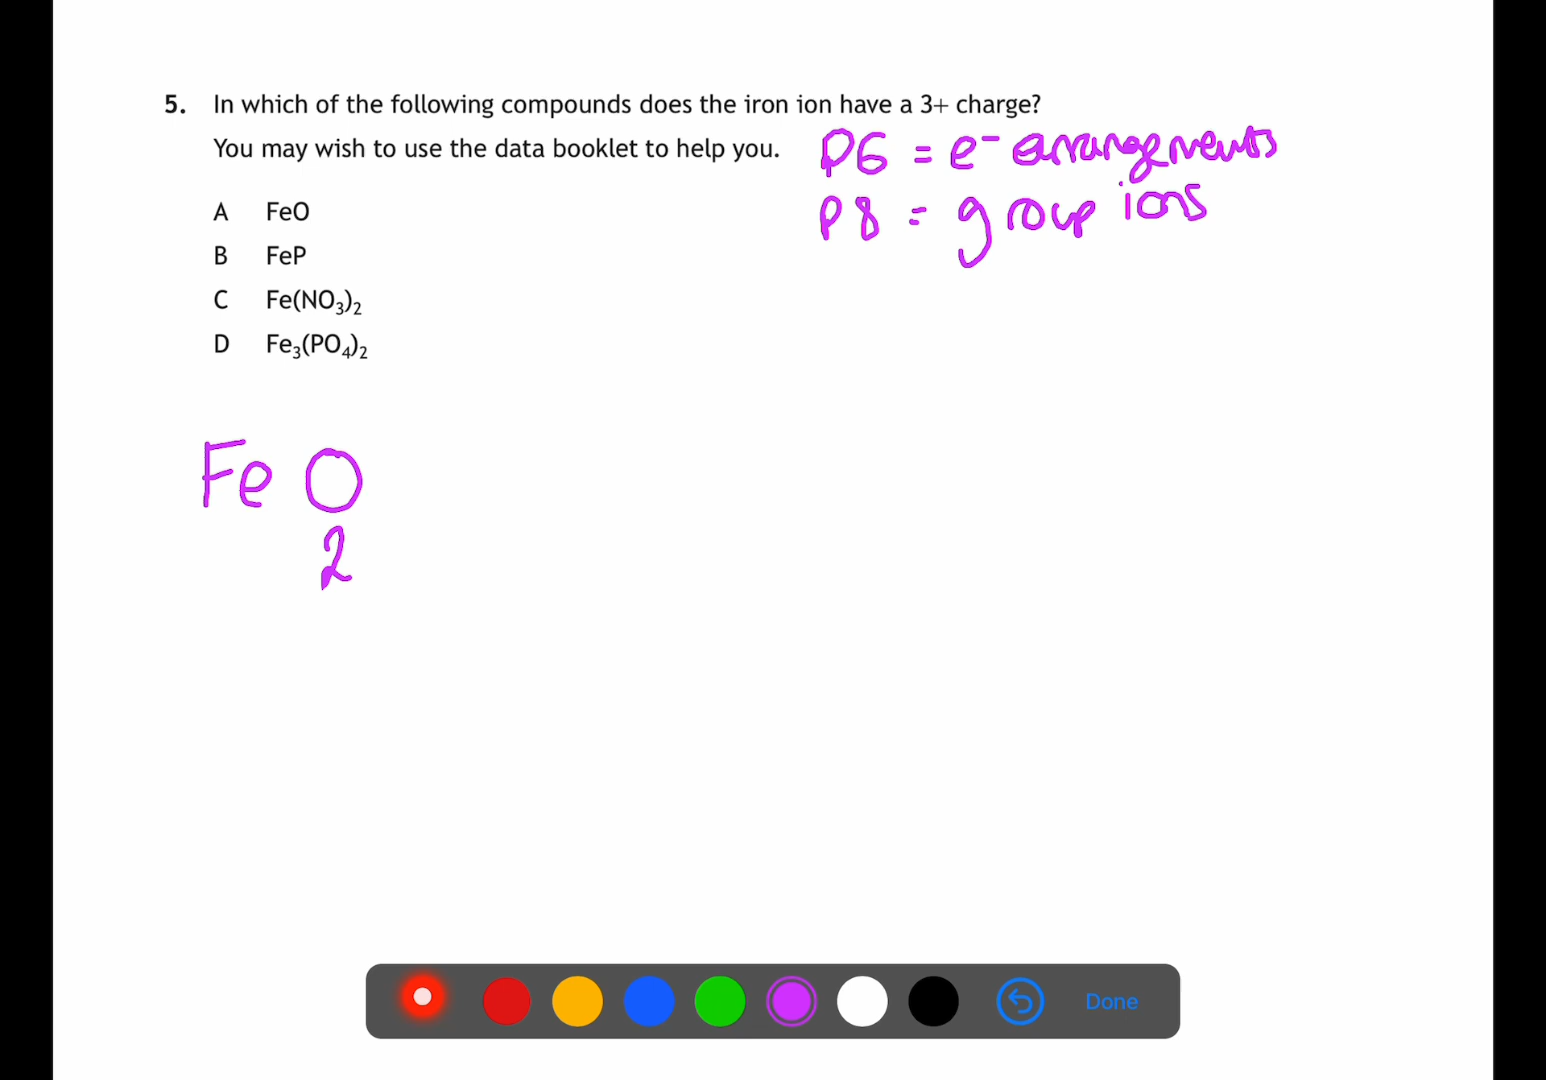 5. In which of the following compounds does the iron ion have a 3+ charge?
You may wish to use the data booklet to help you.
P6 = e⁻ arrangements
P8 = group ions
A FeO
B FeP
C Fe(NO₃)₂
D Fe₃(PO₄)₂
Fe O
2
Done